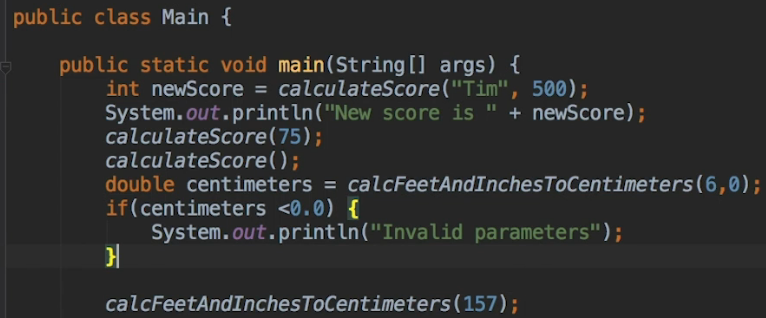 public class Main {
public static void main(String[] args) {
int newScore = calculateScore("Tim", 500);
System.out.println("New score is " + newScore);
calculateScore(75);
calculateScore();
double centimeters = calcFeetAndInchesToCentimeters(6,0);
if(centimeters <0.0) {
System.out.println("Invalid parameters");
}
calcFeetAndInchesToCentimeters(157);